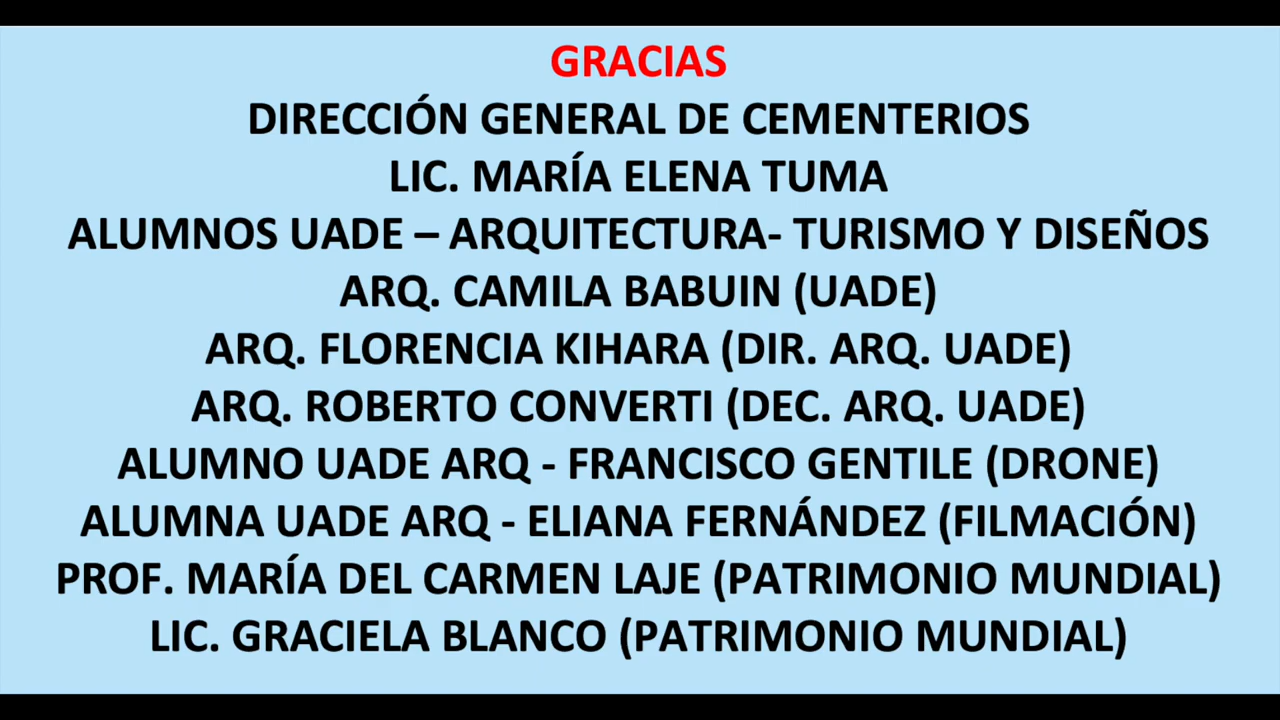 GRACIAS
DIRECCIÓN GENERAL DE CEMENTERIOS
LIC. MARÍA ELENA TUMA
ALUMNOS UADE – ARQUITECTURA- TURISMO Y DISEÑOS
ARQ. CAMILA BABUIN (UADE)
ARQ. FLORENCIA KIHARA (DIR. ARQ. UADE)
ARQ. ROBERTO CONVERTI (DEC. ARQ. UADE)
ALUMNO UADE ARQ - FRANCISCO GENTILE (DRONE)
ALUMNA UADE ARQ - ELIANA FERNÁNDEZ (FILMACIÓN)
PROF. MARÍA DEL CARMEN LAJE (PATRIMONIO MUNDIAL)
LIC. GRACIELA BLANCO (PATRIMONIO MUNDIAL)